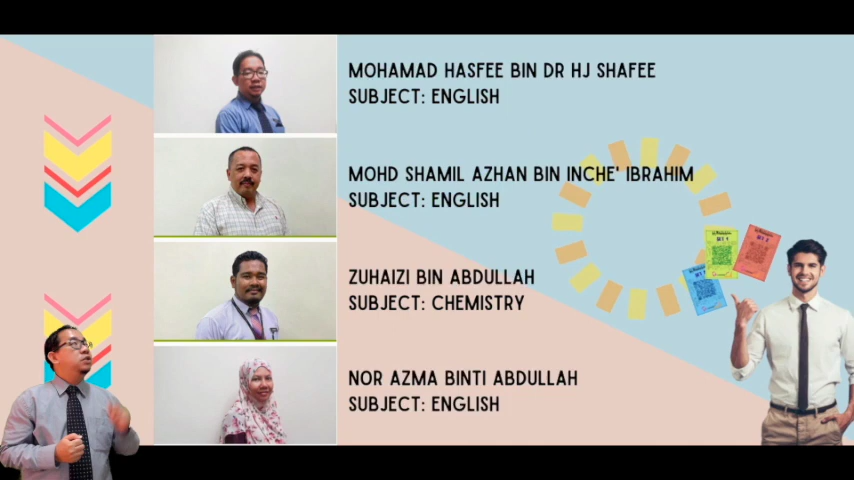 MOHAMAD HASFEE BIN DR HJ SHAFEE
SUBJECT: ENGLISH
MOHD SHAMIL AZHAN BIN INCHE' IBRAHIM
SUBJECT: ENGLISH
ZUHAIZI BIN ABDULLAH
SUBJECT: CHEMISTRY
NOR AZMA BINTI ABDULLAH
SUBJECT: ENGLISH